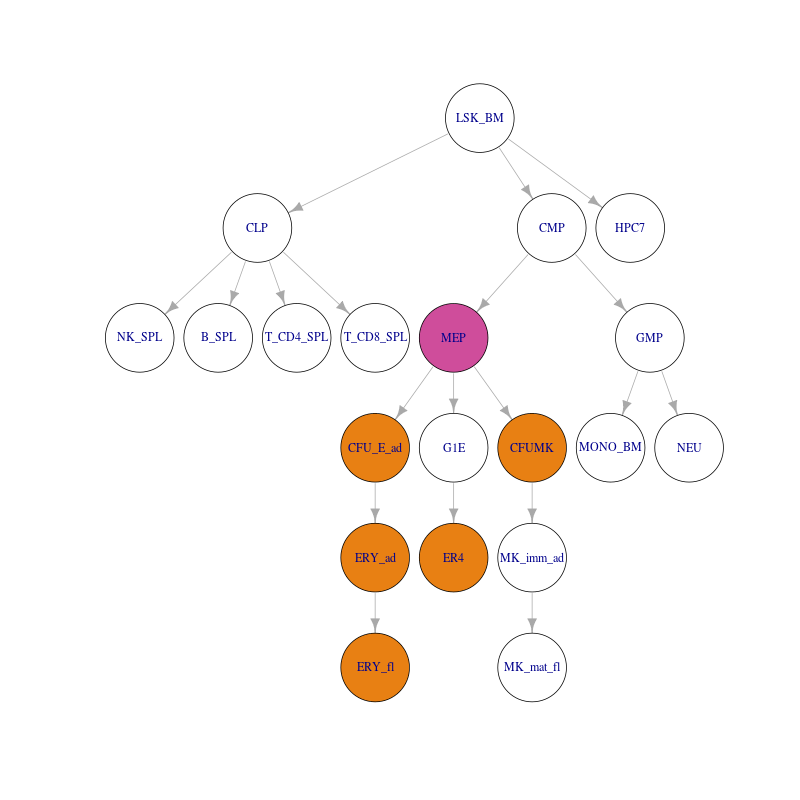 LSK_BM
CLP
CMP
HPC7
NK_SPL
B_SPL
T_CD4_SPL
T_CD8_SPL
MEP
GMP
CFU_E_ad
G1E
CFUMK
MONO_BM
NEU
ERY_ad
ER4
MK_imm_ad
ERY_fl
MK_mat_fl